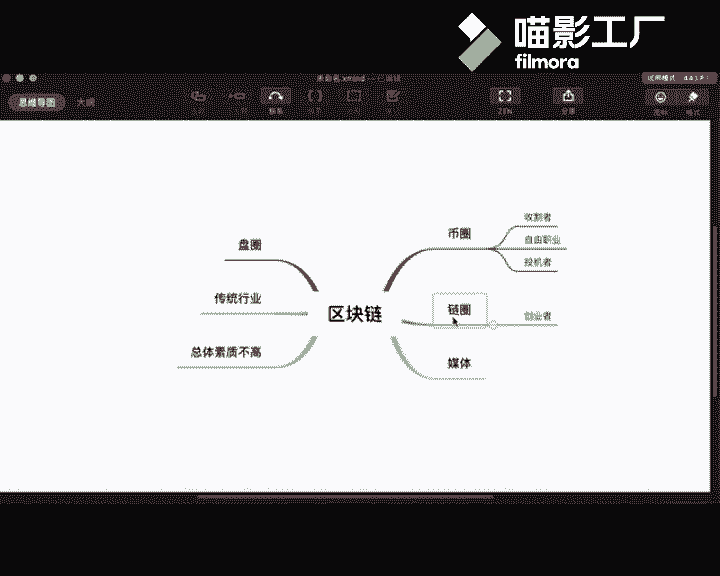 喵影工厂
filmora
思维导图 大纲
收割者
币圈
自由职业
盘圈
投机者
传统行业
链圈
区块链
创业者
总体素质不高
媒体